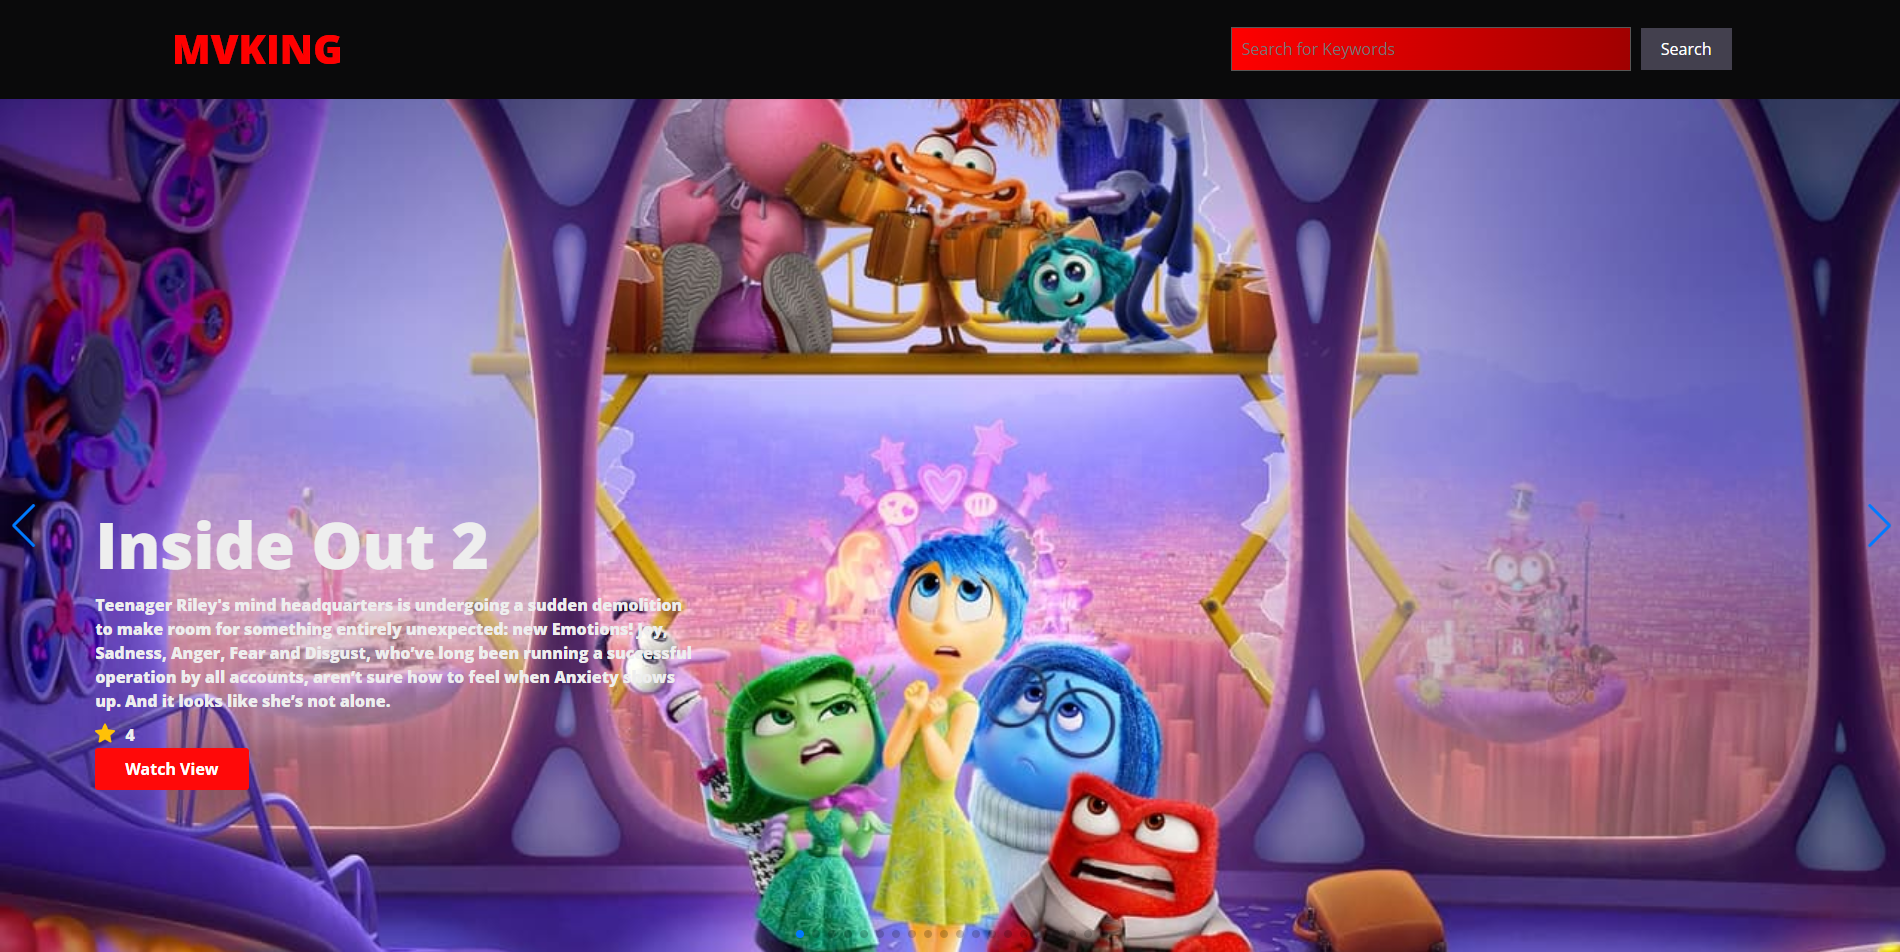 MVKING
Search for Keywords
Search
Inside Out 2
Teenager Riley's mind headquarters is undergoing a sudden demolition
to make room for something entirely unexpected: new Emotions! Joy,
Sadness, Anger, Fear and Disgust, who’ve long been running a successful
operation by all accounts, aren’t sure how to feel when Anxiety shows
up. And it looks like she’s not alone.
4
Watch View